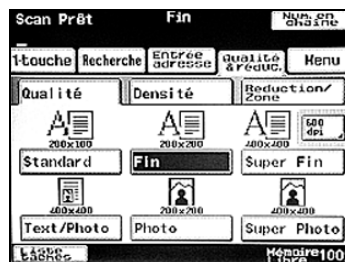 Scan Prêt Fin Num.en chaîne
1-touche Recherche Entrée adresse Qualité &réduc. Menu
Qualité Densité Reduction/ Zone
200x100 200x200 400x400 600 dpi
Standard Fin Super Fin
400x400 200x200 400x400
Text/Photo Photo Super Photo
Liste tâches Mémoire Libre 100